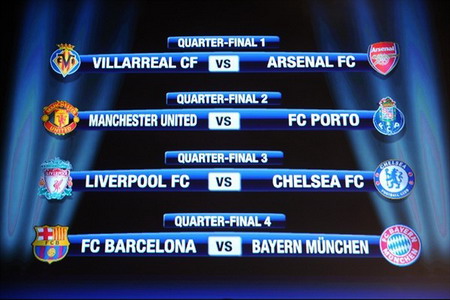 QUARTER-FINAL 1
VILLARREAL CF VS ARSENAL FC
QUARTER-FINAL 2
MANCHESTER UNITED VS FC PORTO
QUARTER-FINAL 3
LIVERPOOL FC VS CHELSEA FC
QUARTER-FINAL 4
FC BARCELONA VS BAYERN MÜNCHEN